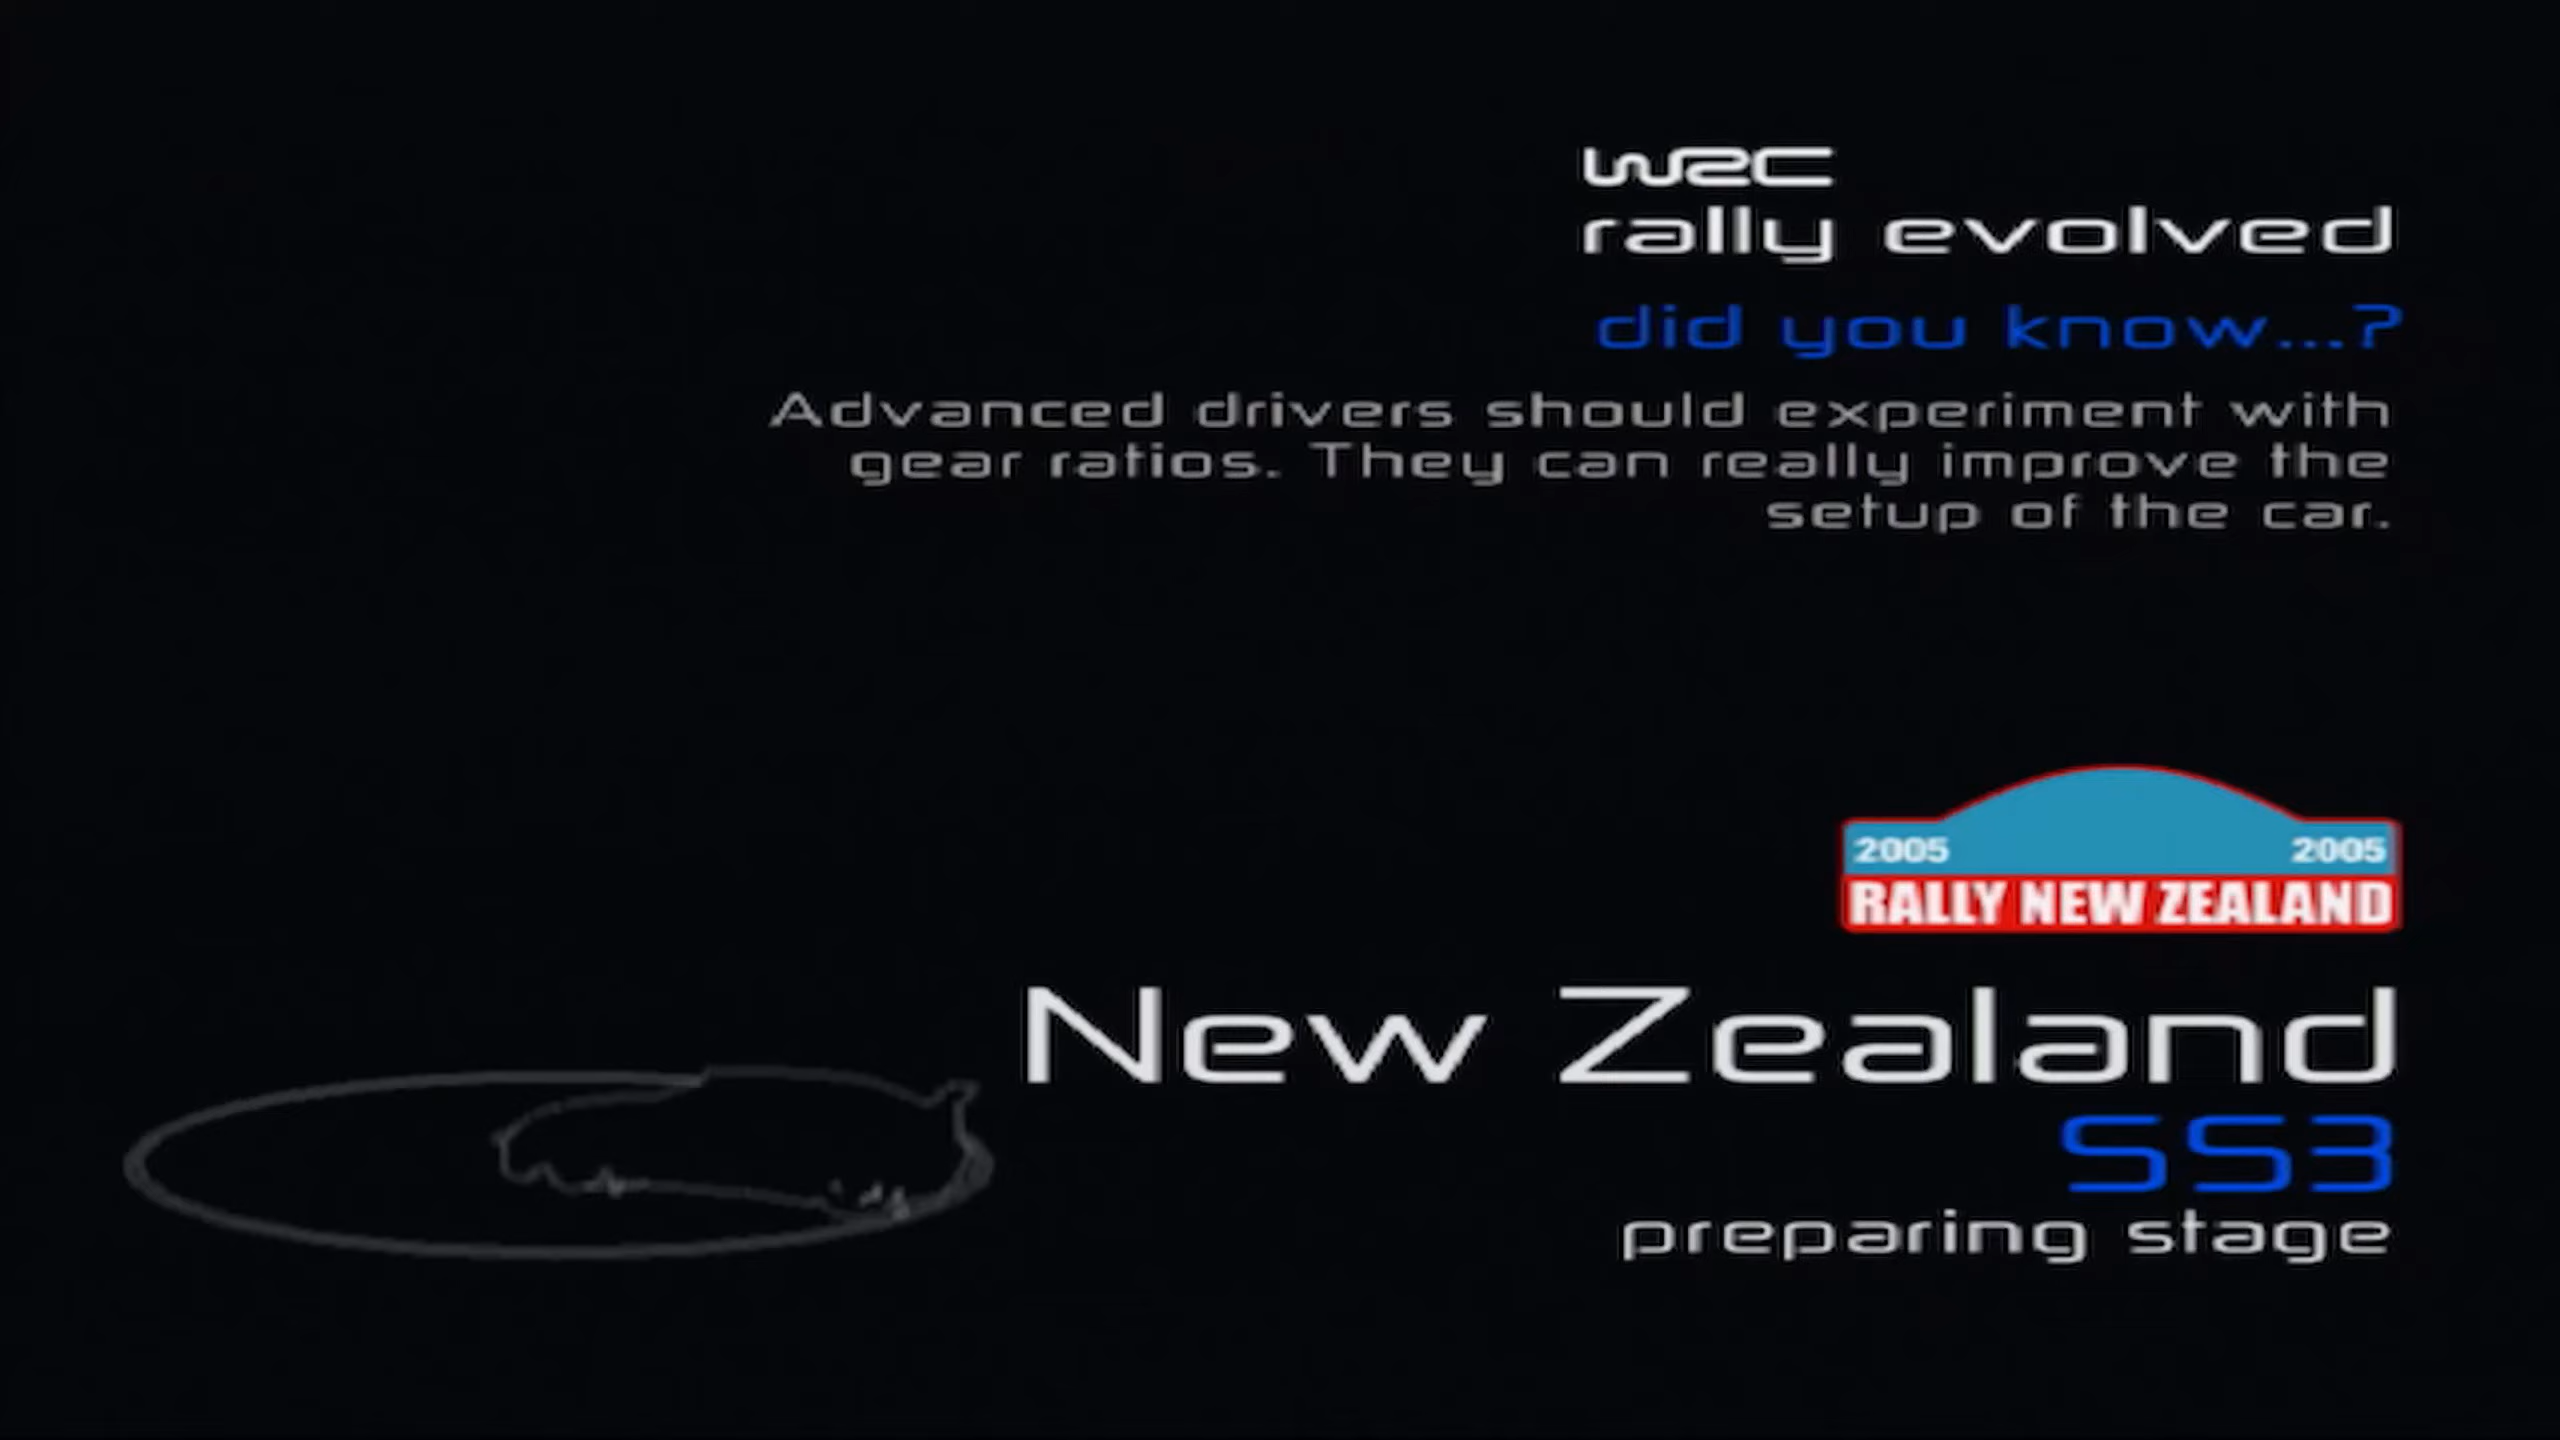 WRC
rally evolved
did you know...?
Advanced drivers should experiment with
gear ratios. They can really improve the
setup of the car.
2005 2005
RALLY NEW ZEALAND
New Zealand
SS3
preparing stage